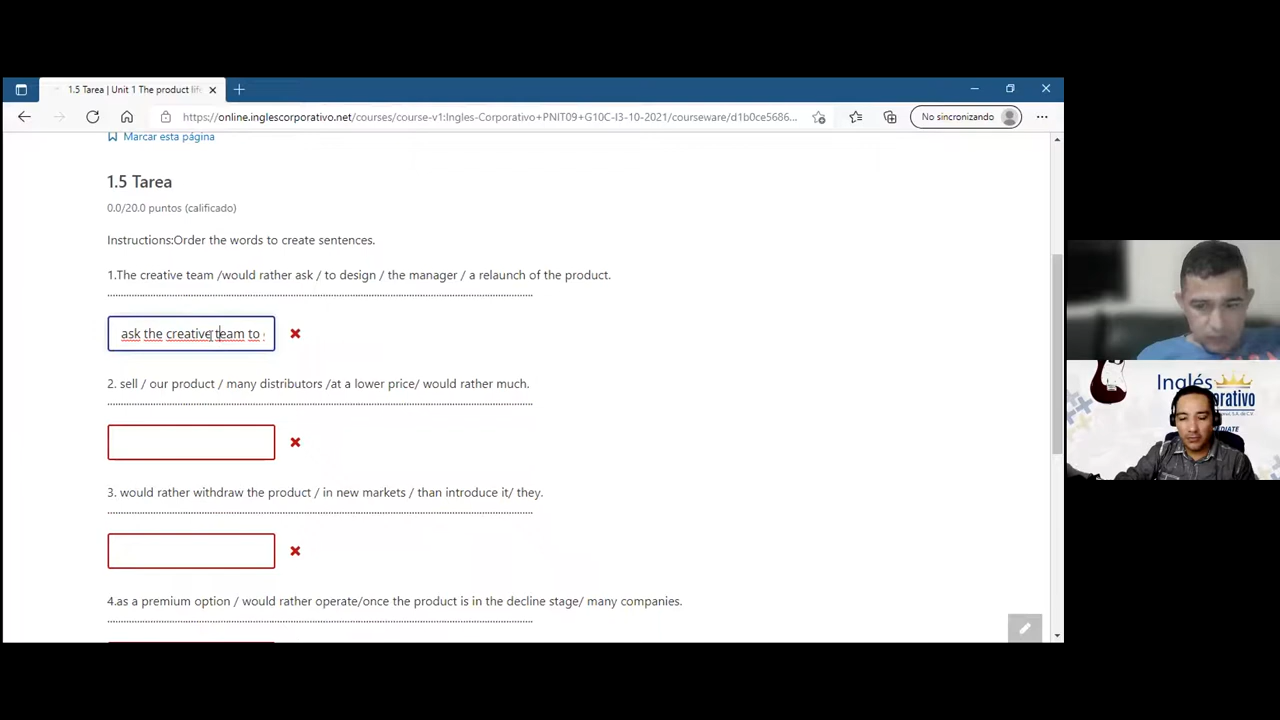 1.5 Tarea | Unit 1 The product life
https://online.inglescorporativo.net/courses/course-v1:Ingles-Corporativo+PNIT09+G10C-I3-10-2021/courseware/d1b0ce5686...
No sincronizando
Marcar esta página
1.5 Tarea
0.0/20.0 puntos (calificado)
Instructions:Order the words to create sentences.
1.The creative team /would rather ask / to design / the manager / a relaunch of the product.
ask the creative team to
2. sell / our product / many distributors /at a lower price/ would rather much.
3. would rather withdraw the product / in new markets / than introduce it/ they.
4.as a premium option / would rather operate/once the product is in the decline stage/ many companies.
Inglés
orativo